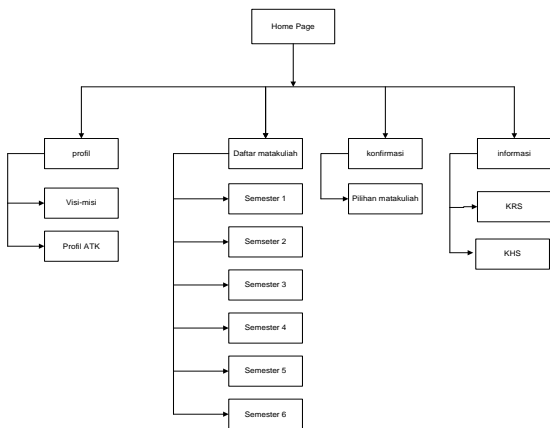 Home Page
profil
Daftar matakuliah
konfirmasi
informasi
Visi-misi
Semester 1
Pilihan matakuliah
KRS
Profil ATK
Semseter 2
KHS
Semester 3
Semester 4
Semester 5
Semester 6